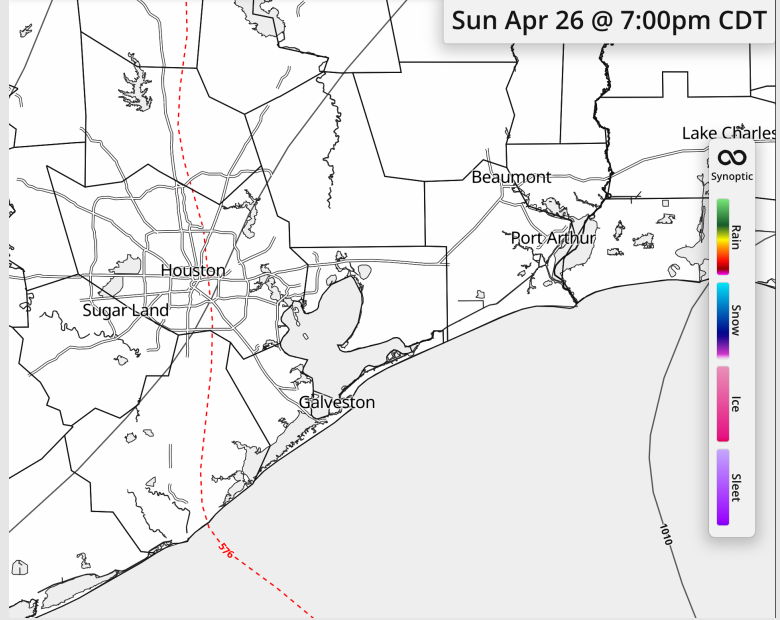 Sun Apr 26 @ 7:00pm CDT
Lake Charles
Synoptic
Beaumont
Rain
Port Arthur
Houston
Snow
Sugar Land
Ice
Galveston
Sleet
1010
576